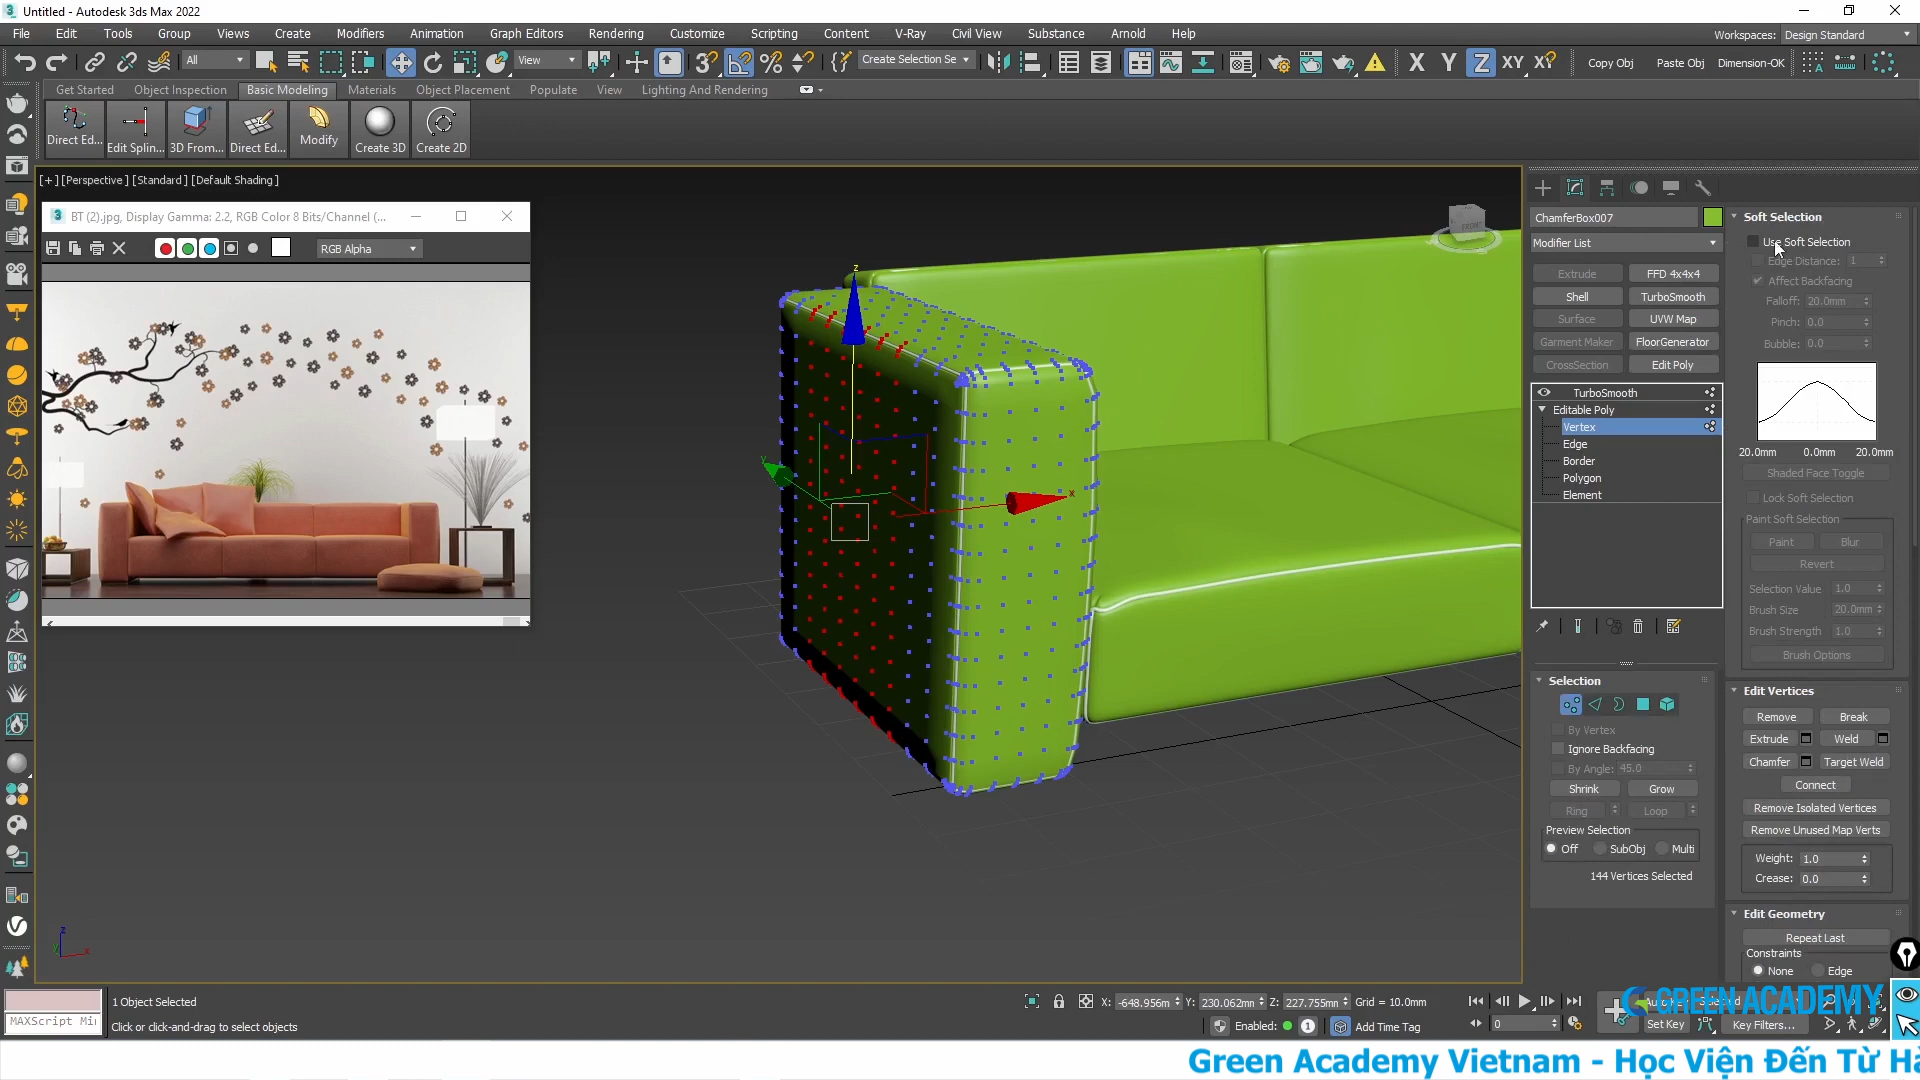 Untitled - Autodesk 3ds Max 2022
File Edit Tools Group Views Create Modifiers Animation Graph Editors Rendering Customize Scripting Content V-Ray Civil View Substance Arnold Help
Workspaces: Design Standard
All View Create Selection Se X Y Z XY Copy Obj Paste Obj Dimension-OK
Get Started Object Inspection Basic Modeling Materials Object Placement Populate View Lighting And Rendering
Direct Ed... Edit Splin... 3D From... Direct Ed... Modify Create 3D Create 2D
[+] [Perspective] [Standard] [Default Shading]
BT (2).jpg, Display Gamma: 2.2, RGB Color 8 Bits/Channel (...
RGB Alpha
z
x
y
ChamferBox007
Modifier List
Extrude FFD 4x4x4
Shell TurboSmooth
Surface UVW Map
Garment Maker FloorGenerator
CrossSection Edit Poly
TurboSmooth
Editable Poly
Vertex
Edge
Border
Polygon
Element
Selection
By Vertex
Ignore Backfacing
By Angle: 45.0
Shrink Grow
Ring Loop
Preview Selection
Off SubObj Multi
144 Vertices Selected
Soft Selection
Use Soft Selection
Edge Distance: 1
Affect Backfacing
Falloff: 20.0mm
Pinch: 0.0
Bubble: 0.0
20.0mm 0.0mm 20.0mm
Shaded Face Toggle
Lock Soft Selection
Paint Soft Selection
Paint Blur
Revert
Selection Value 1.0
Brush Size 20.0mm
Brush Strength 1.0
Brush Options
Edit Vertices
Remove Break
Extrude Weld
Chamfer Target Weld
Connect
Remove Isolated Vertices
Remove Unused Map Verts
Weight: 1.0
Crease: 0.0
Edit Geometry
Repeat Last
Constraints
None Edge
1 Object Selected
MAXScript Mi
Click or click-and-drag to select objects
X: -648.956m Y: 230.062mm Z: 227.755mm Grid = 10.0mm
Enabled: 1 Add Time Tag
0
Set Key Key Filters...
GREEN ACADEMY
Green Academy Vietnam - Học Viện Đến Từ